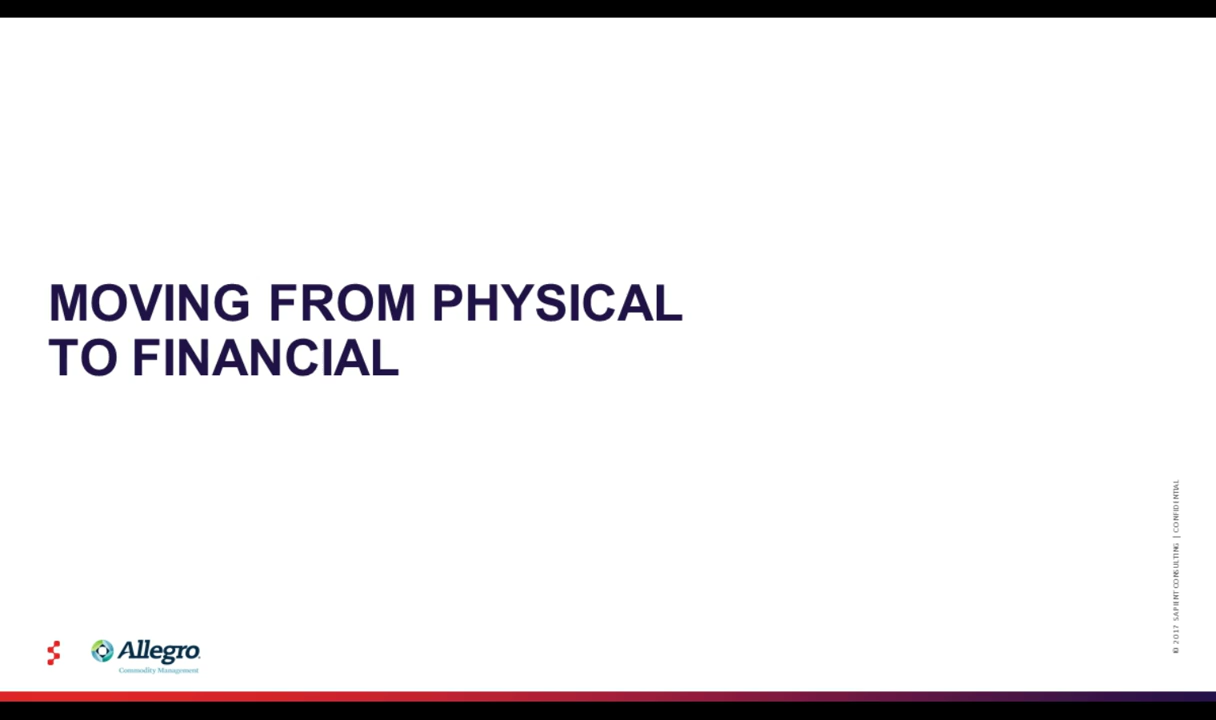 MOVING FROM PHYSICAL
TO FINANCIAL
© 2017 SAPIENT CONSULTING | CONFIDENTIAL
Allegro.
Commodity Management